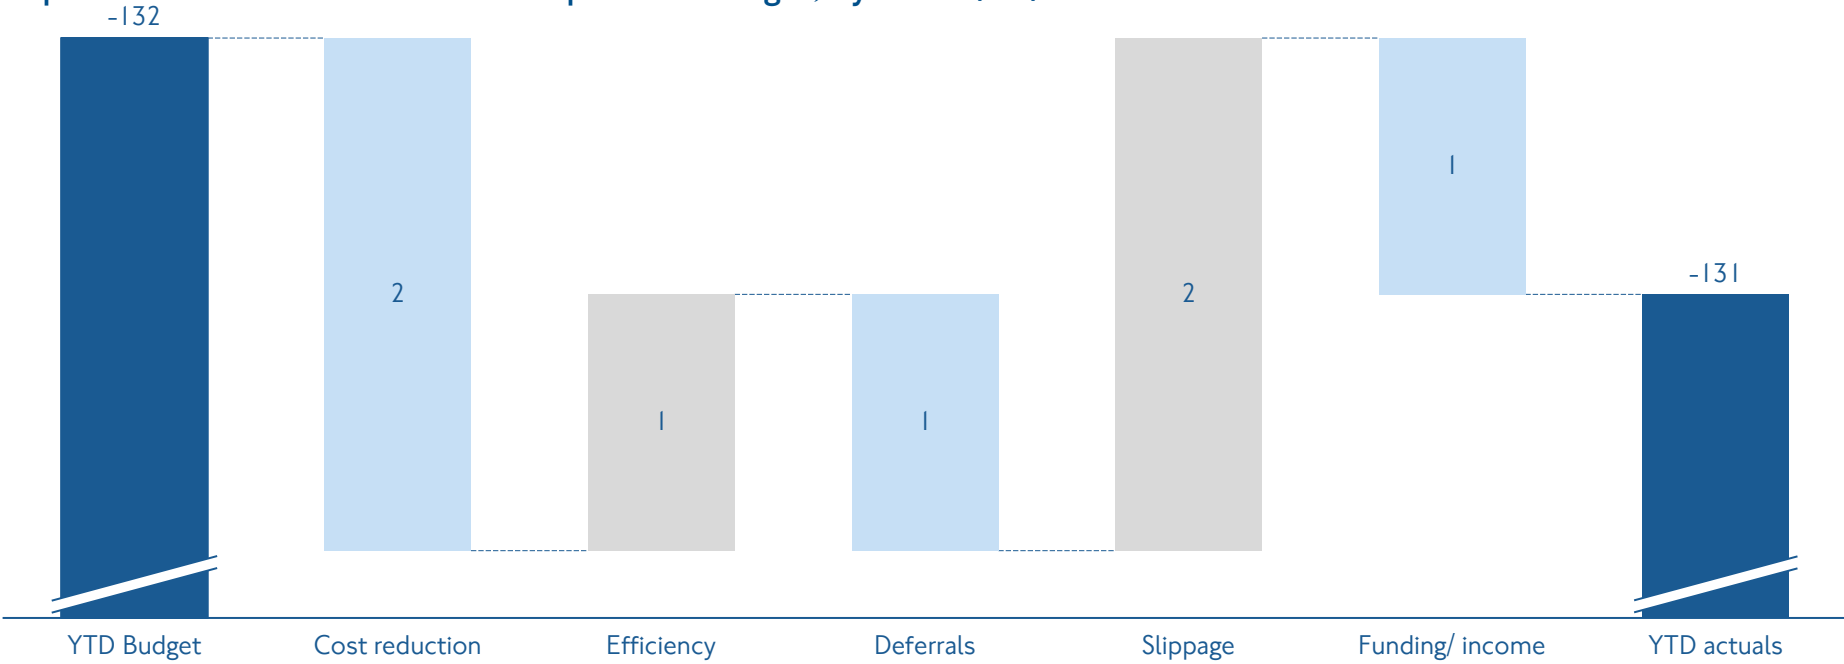 -132
2
1
1
2
1
-131
YTD Budget
Cost reduction
Efficiency
Deferrals
Slippage
Funding/ income
YTD actuals